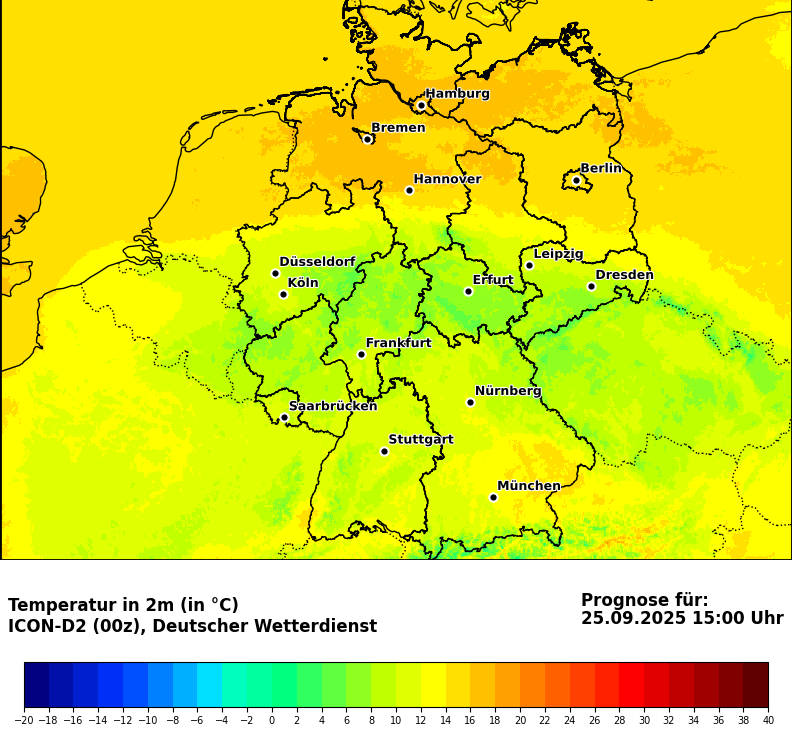 Hamburg
Bremen
Berlin
Hannover
Leipzig
Düsseldorf
Dresden
Köln
Erfurt
Frankfurt
Nürnberg
Saarbrücken
Stuttgart
München
Temperatur in 2m (in °C)
ICON-D2 (00z), Deutscher Wetterdienst
Prognose für:
25.09.2025 15:00 Uhr
−20 −18 −16 −14 −12 −10 −8 −6 −4 −2 0 2 4 6 8 10 12 14 16 18 20 22 24 26 28 30 32 34 36 38 40